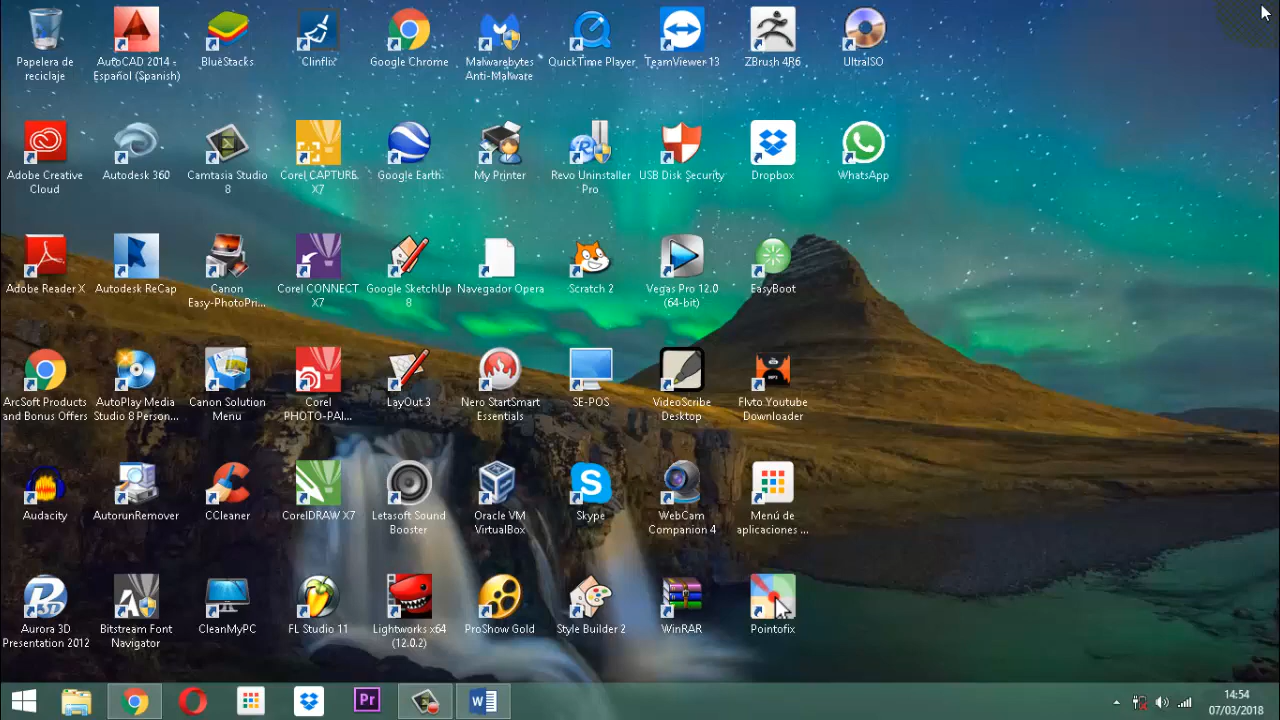 Papelera de
reciclaje
AutoCAD 2014 -
Español (Spanish)
BlueStacks
Clinflix
Google Chrome
Malwarebytes
Anti-Malware
QuickTime Player
TeamViewer 13
ZBrush 4R6
UltraISO
Adobe Creative
Cloud
Autodesk 360
Camtasia Studio
8
Corel CAPTURE
X7
Google Earth
My Printer
Revo Uninstaller
Pro
USB Disk Security
Dropbox
WhatsApp
Adobe Reader X
Autodesk ReCap
Canon
Easy-PhotoPri...
Corel CONNECT
X7
Google SketchUp
8
Navegador Opera
Scratch 2
Vegas Pro 12.0
(64-bit)
EasyBoot
ArcSoft Products
and Bonus Offers
AutoPlay Media
Studio 8 Person...
Canon Solution
Menu
Corel
PHOTO-PAI...
LayOut 3
Nero StartSmart
Essentials
SE-POS
VideoScribe
Desktop
Flvto Youtube
Downloader
Audacity
AutorunRemover
CCleaner
CorelDRAW X7
Letasoft Sound
Booster
Oracle VM
VirtualBox
Skype
WebCam
Companion 4
Menú de
aplicaciones ...
Aurora 3D
Presentation 2012
Bitstream Font
Navigator
CleanMyPC
FL Studio 11
Lightworks x64
(12.0.2)
ProShow Gold
Style Builder 2
WinRAR
Pointofix
Pr
14:54
07/03/2018